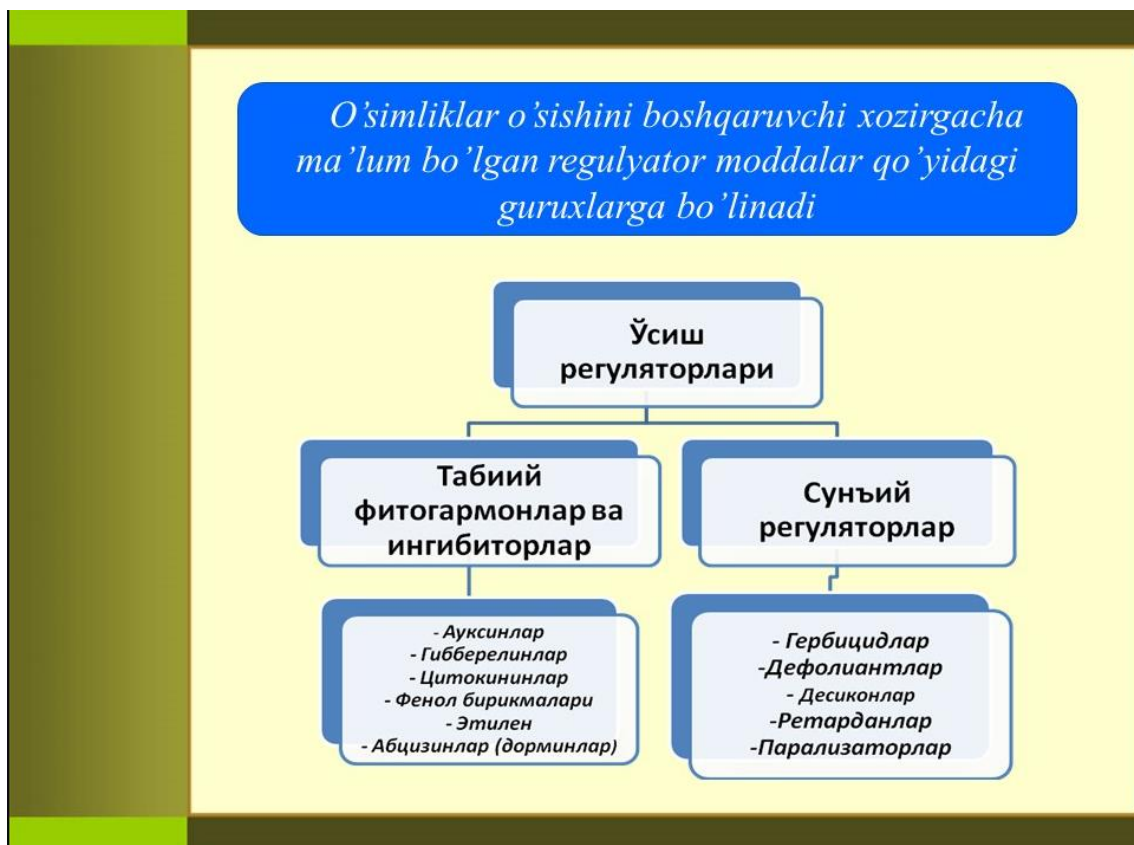 O’simliklar o’sishini boshqaruvchi xozirgacha
ma’lum bo’lgan regulyator moddalar qo’yidagi
guruxlarga bo’linadi
Ўсиш
регуляторлари
Табиий
фитогармонлар ва
ингибиторлар
Сунъий
регуляторлар
- Ауксинлар
- Гибберелинлар
- Цитокининлар
- Фенол бирикмалари
- Этилен
- Абцизинлар (дорминлар)
- Гербицидлар
-Дефолиантлар
- Десиконлар
-Ретарданлар
-Парализаторлар